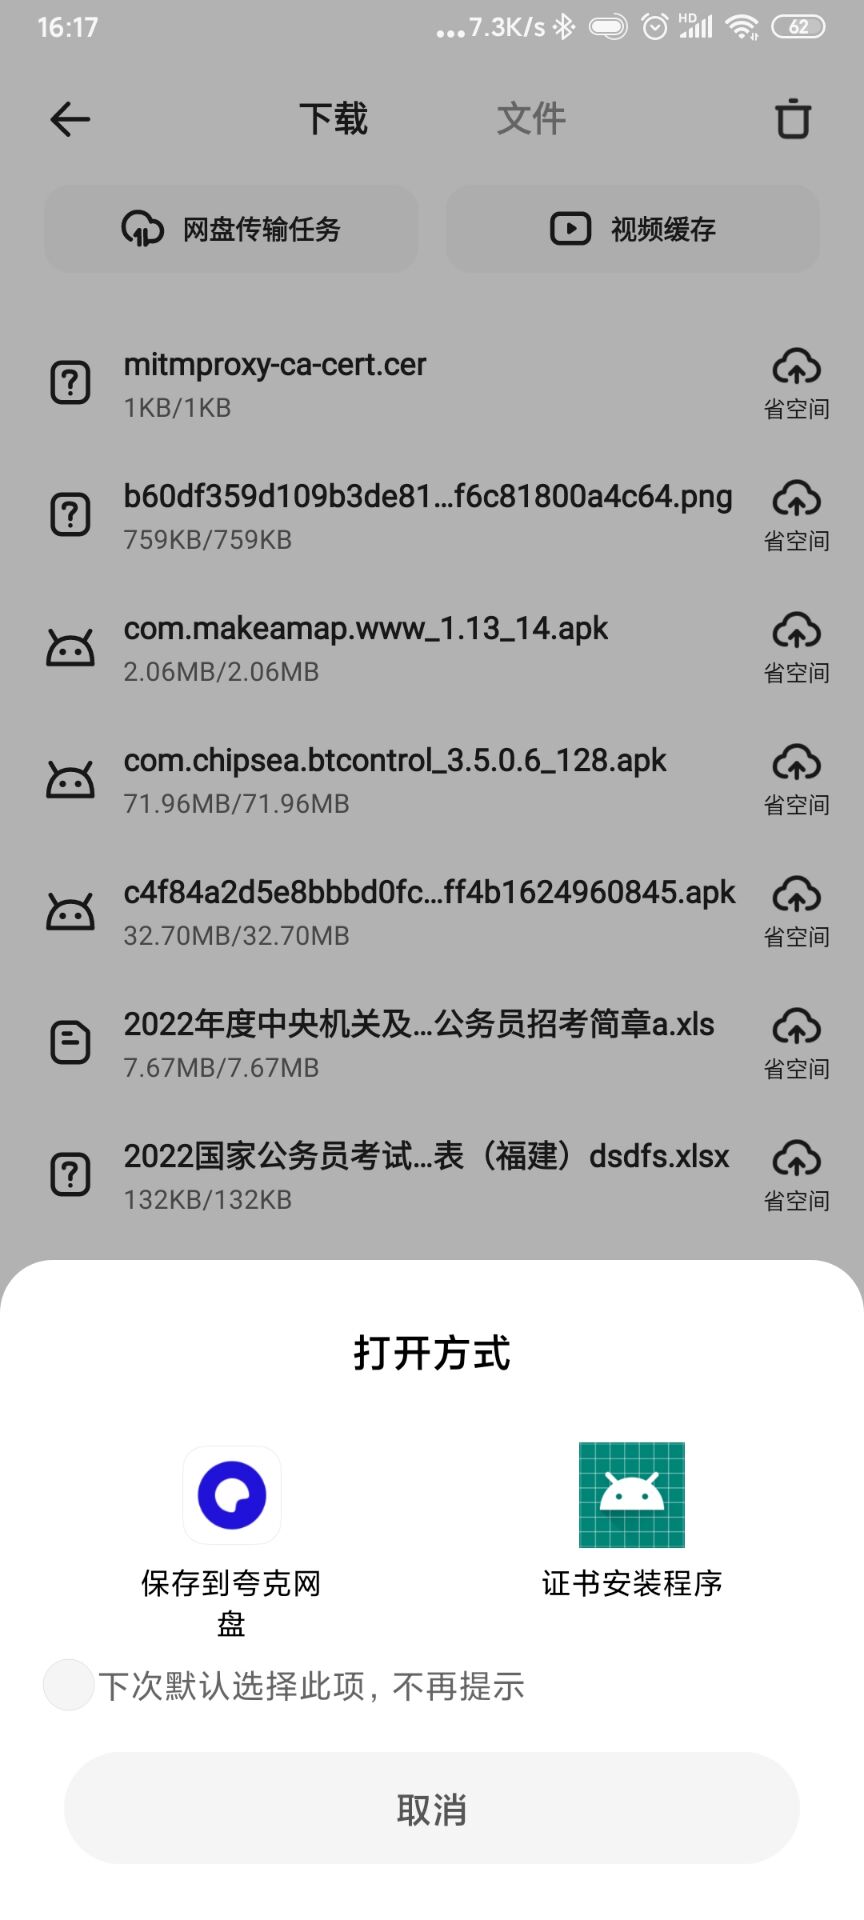 16:17
...7.3K/s HD 62
下载 文件
网盘传输任务 视频缓存
mitmproxy-ca-cert.cer
1KB/1KB
省空间
b60df359d109b3de81...f6c81800a4c64.png
759KB/759KB
省空间
com.makeamap.www_1.13_14.apk
2.06MB/2.06MB
省空间
com.chipsea.btcontrol_3.5.0.6_128.apk
71.96MB/71.96MB
省空间
c4f84a2d5e8bbbd0fc...ff4b1624960845.apk
32.70MB/32.70MB
省空间
2022年度中央机关及...公务员招考简章a.xls
7.67MB/7.67MB
省空间
2022国家公务员考试...表（福建）dsdfs.xlsx
132KB/132KB
省空间
打开方式
保存到夸克网
盘
证书安装程序
下次默认选择此项，不再提示
取消